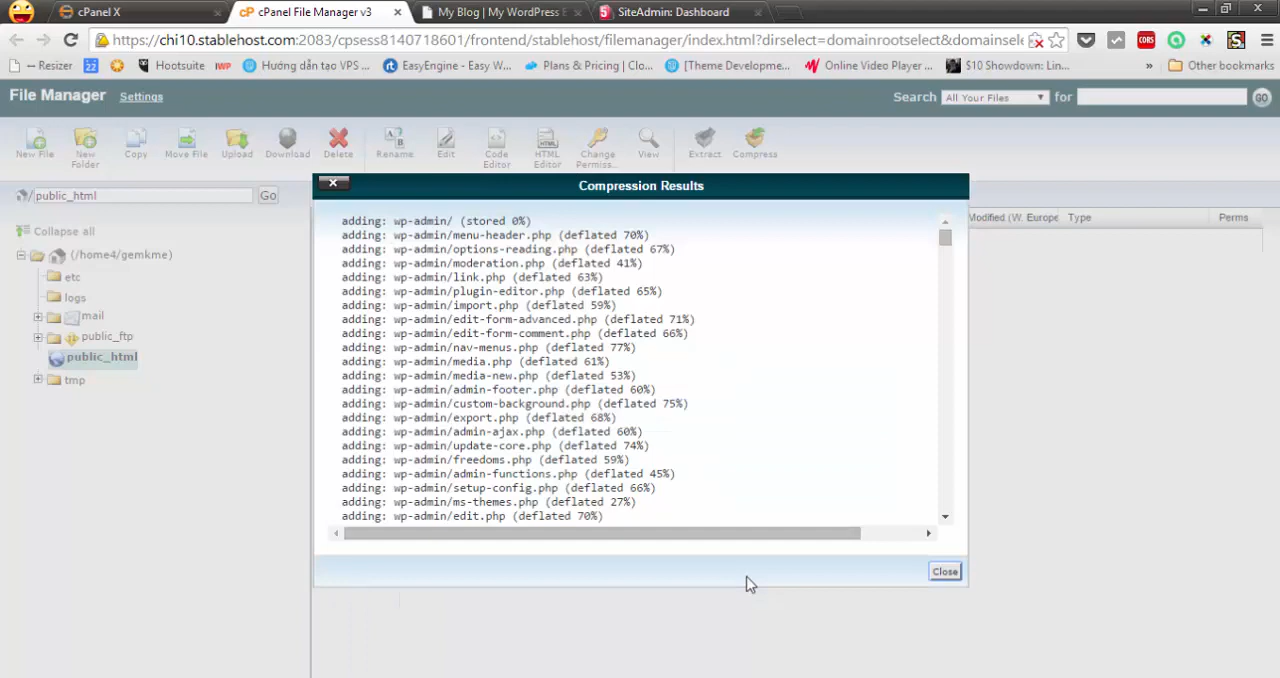 cPanel X
cPanel File Manager v3
My Blog | My WordPress B
SiteAdmin: Dashboard
https://chi10.stablehost.com:2083/cpsess8140718601/frontend/stablehost/filemanager/index.html?dirselect=domainrootselect&domainsele
-- Resizer
22
Hootsuite
IWP
Hướng dẫn tạo VPS ...
EasyEngine - Easy W...
Plans & Pricing | Clo...
[Theme Developme...
Online Video Player ...
$10 Showdown: Lin...
»
Other bookmarks
CORS
File Manager
Settings
Search
All Your Files
for
GO
New File
New Folder
Copy
Move File
Upload
Download
Delete
Rename
Edit
Code Editor
HTML Editor
Change Permiss...
View
Extract
Compress
/public_html
Go
Collapse all
(/home4/gemkme)
etc
logs
mail
public_ftp
public_html
tmp
Modified (W. Europe
Type
Perms
Compression Results
adding: wp-admin/ (stored 0%)
adding: wp-admin/menu-header.php (deflated 70%)
adding: wp-admin/options-reading.php (deflated 67%)
adding: wp-admin/moderation.php (deflated 41%)
adding: wp-admin/link.php (deflated 63%)
adding: wp-admin/plugin-editor.php (deflated 65%)
adding: wp-admin/import.php (deflated 59%)
adding: wp-admin/edit-form-advanced.php (deflated 71%)
adding: wp-admin/edit-form-comment.php (deflated 66%)
adding: wp-admin/nav-menus.php (deflated 77%)
adding: wp-admin/media.php (deflated 61%)
adding: wp-admin/media-new.php (deflated 53%)
adding: wp-admin/admin-footer.php (deflated 60%)
adding: wp-admin/custom-background.php (deflated 75%)
adding: wp-admin/export.php (deflated 68%)
adding: wp-admin/admin-ajax.php (deflated 60%)
adding: wp-admin/update-core.php (deflated 74%)
adding: wp-admin/freedoms.php (deflated 59%)
adding: wp-admin/admin-functions.php (deflated 45%)
adding: wp-admin/setup-config.php (deflated 66%)
adding: wp-admin/ms-themes.php (deflated 27%)
adding: wp-admin/edit.php (deflated 70%)
Close